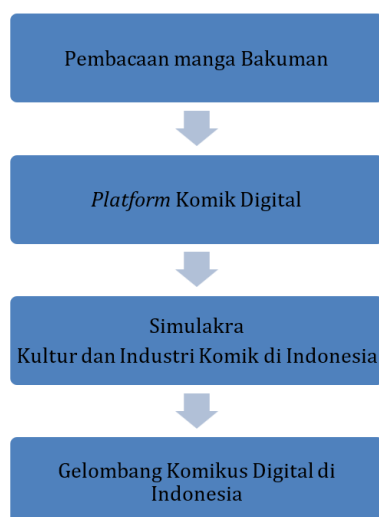 Pembacaan manga Bakuman
Platform Komik Digital
Simulakra
Kultur dan Industri Komik di Indonesia
Gelombang Komikus Digital di
Indonesia